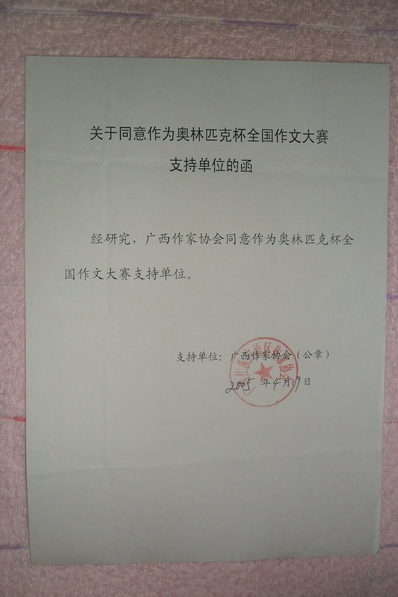 关于同意作为奥林匹克杯全国作文大赛
支持单位的函
经研究，广西作家协会同意作为奥林匹克杯全
国作文大赛支持单位。
支持单位：广西作家协会（公章）
2005 年4月9日